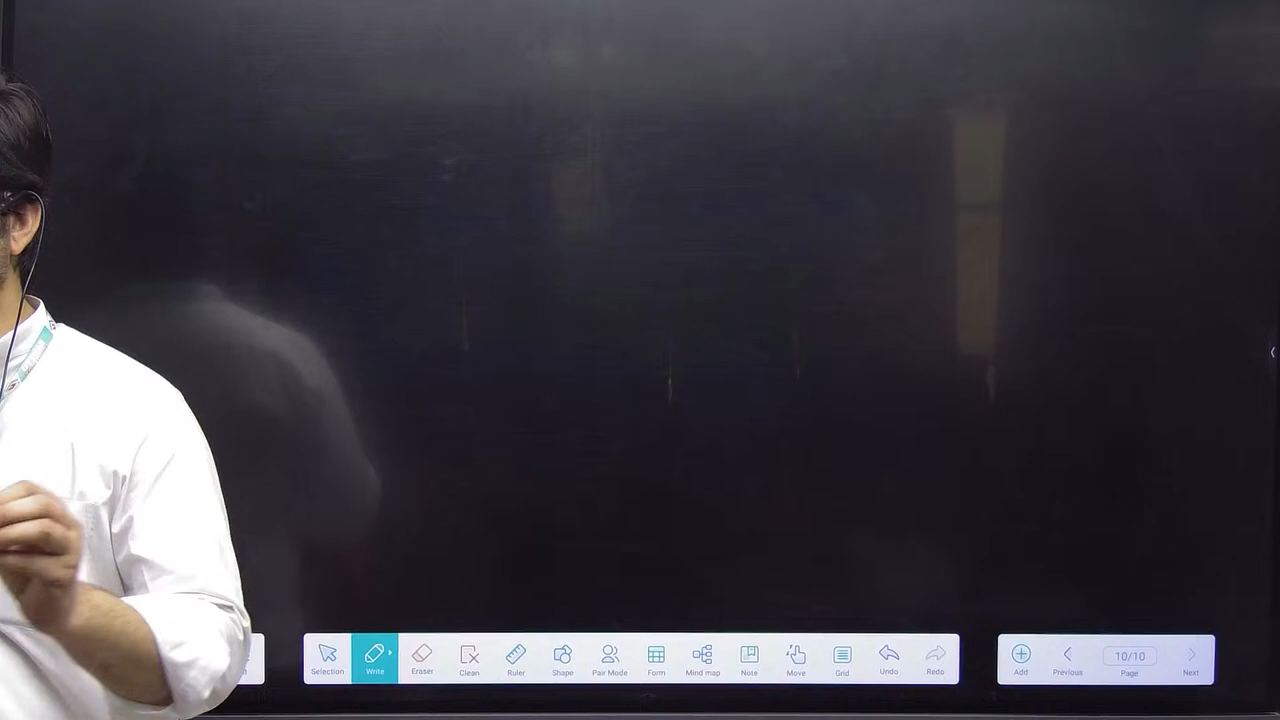 Selection Write Eraser Clean Ruler Shape Pair Mode Form Mind map Note Move Grid Undo Redo
Add Previous 10/10 Page Next